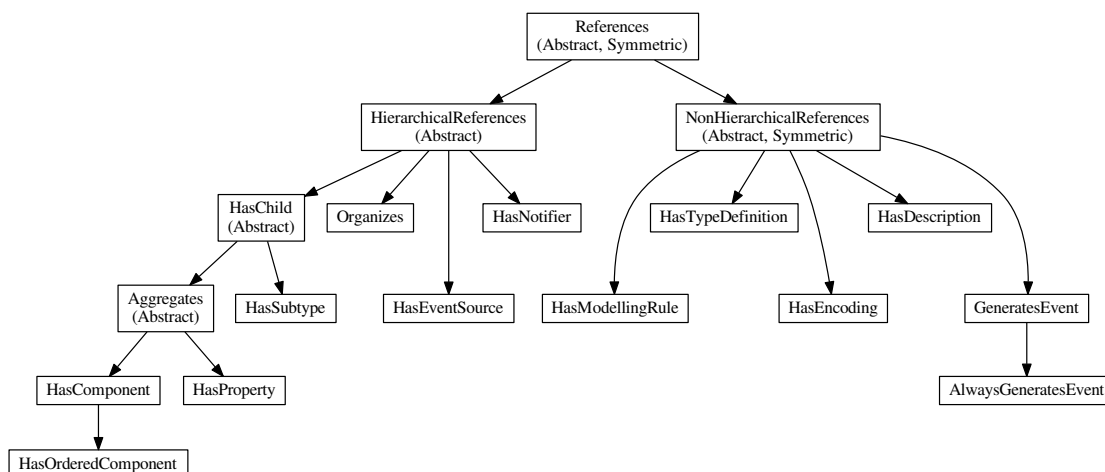 References
(Abstract, Symmetric)
HierarchicalReferences
(Abstract)
NonHierarchicalReferences
(Abstract, Symmetric)
HasChild
(Abstract)
Organizes
HasNotifier
HasTypeDefinition
HasDescription
Aggregates
(Abstract)
HasSubtype
HasEventSource
HasModellingRule
HasEncoding
GeneratesEvent
HasComponent
HasProperty
AlwaysGeneratesEvent
HasOrderedComponent